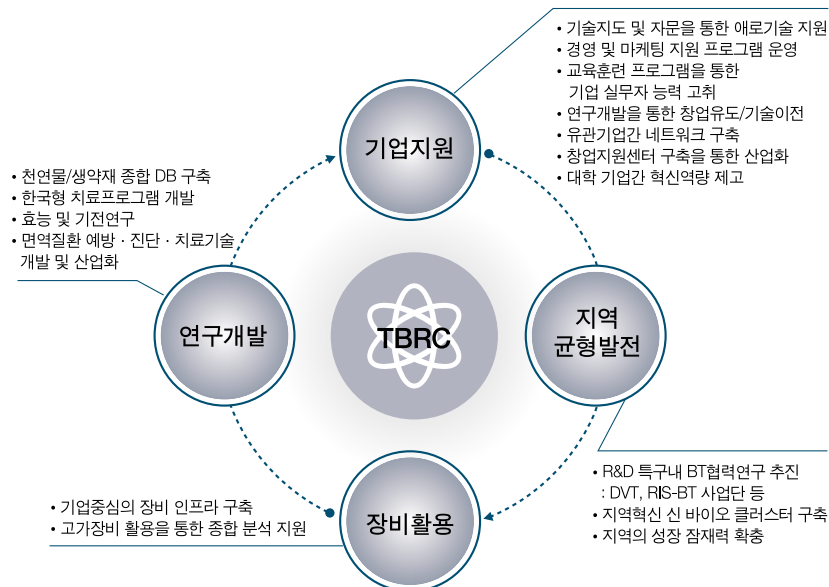 • 기술지도 및 자문을 통한 애로기술 지원
• 경영 및 마케팅 지원 프로그램 운영
• 교육훈련 프로그램을 통한
기업 실무자 능력 고취
• 연구개발을 통한 창업유도/기술이전
• 유관기업간 네트워크 구축
• 창업지원센터 구축을 통한 산업화
• 대학 기업간 혁신역량 제고
기업지원
• 천연물/생약재 종합 DB 구축
• 한국형 치료프로그램 개발
• 효능 및 기전연구
• 면역질환 예방 · 진단 · 치료기술
개발 및 산업화
연구개발
TBRC
지역
균형발전
• R&D 특구내 BT협력연구 추진
: DVT, RIS-BT 사업단 등
• 지역혁신 신 바이오 클러스터 구축
• 지역의 성장 잠재력 확충
• 기업중심의 장비 인프라 구축
• 고가장비 활용을 통한 종합 분석 지원
장비활용